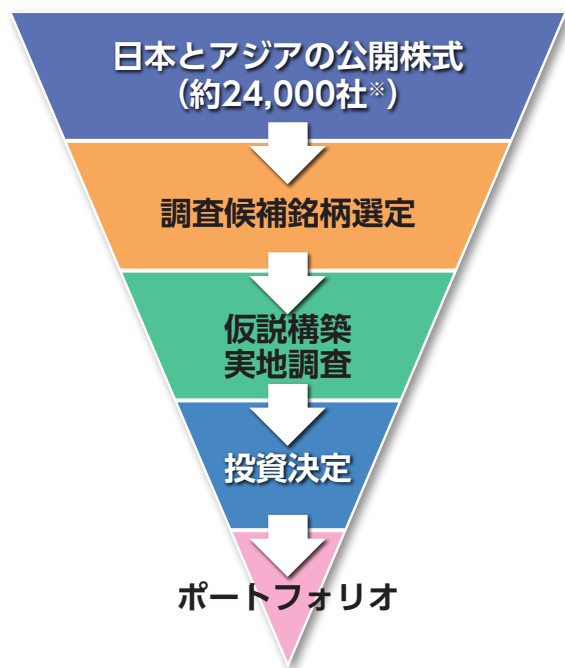 日本とアジアの公開株式
(約24,000社※)
調査候補銘柄選定
仮説構築
実地調査
投資決定
ポートフォリオ